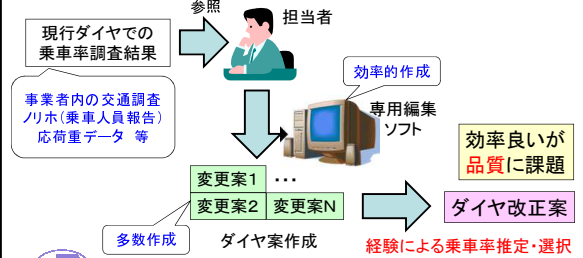 参照
現行ダイヤでの
乗車率調査結果
担当者
事業者内の交通調査
ノリホ(乗車人員報告)
応荷重データ 等
効率的作成
専用編集
ソフト
効率良いが
品質に課題
変更案1 …
変更案2 変更案N
ダイヤ改正案
多数作成
ダイヤ案作成
経験による乗車率推定・選択